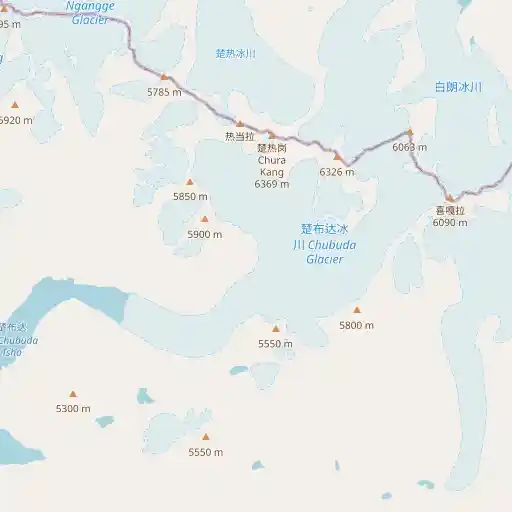 Ngangge
Glacier
95 m
楚热冰川
5785 m
白朗冰川
5920 m
热当拉
楚热岗
Chura
Kang
6369 m
6326 m
6063 m
5850 m
喜嘎拉
6090 m
5900 m
楚布达冰
川 Chubuda
Glacier
楚布达
Chubuda
Tsho
5800 m
5550 m
5300 m
5550 m